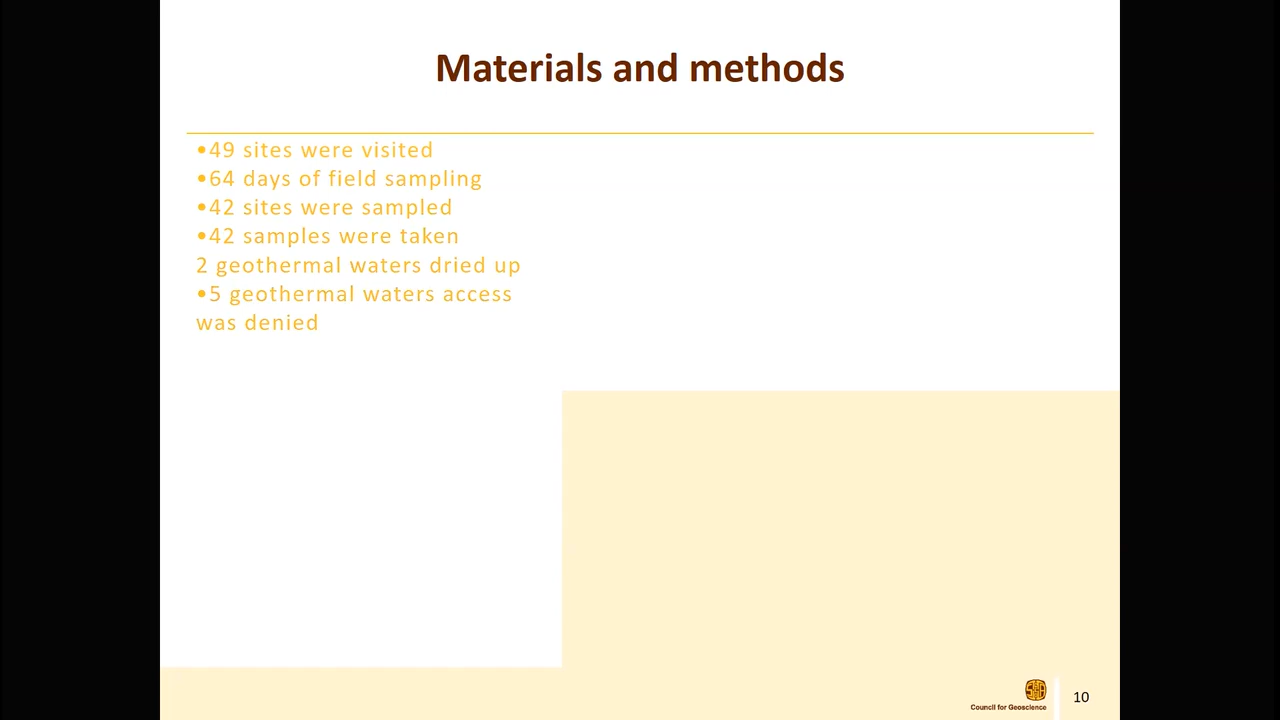 Materials and methods
•49 sites were visited
•64 days of field sampling
•42 sites were sampled
•42 samples were taken
2 geothermal waters dried up
•5 geothermal waters access
was denied
Council for Geoscience
10